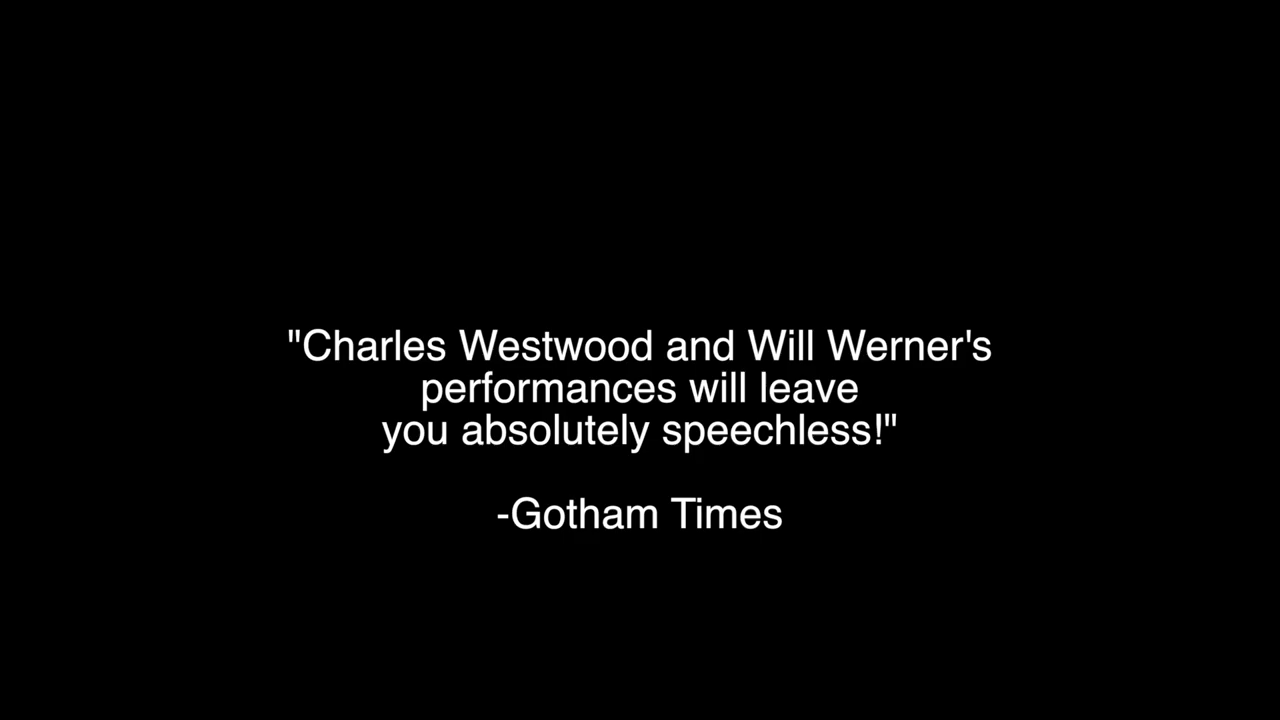 "Charles Westwood and Will Werner's
performances will leave
you absolutely speechless!"
-Gotham Times